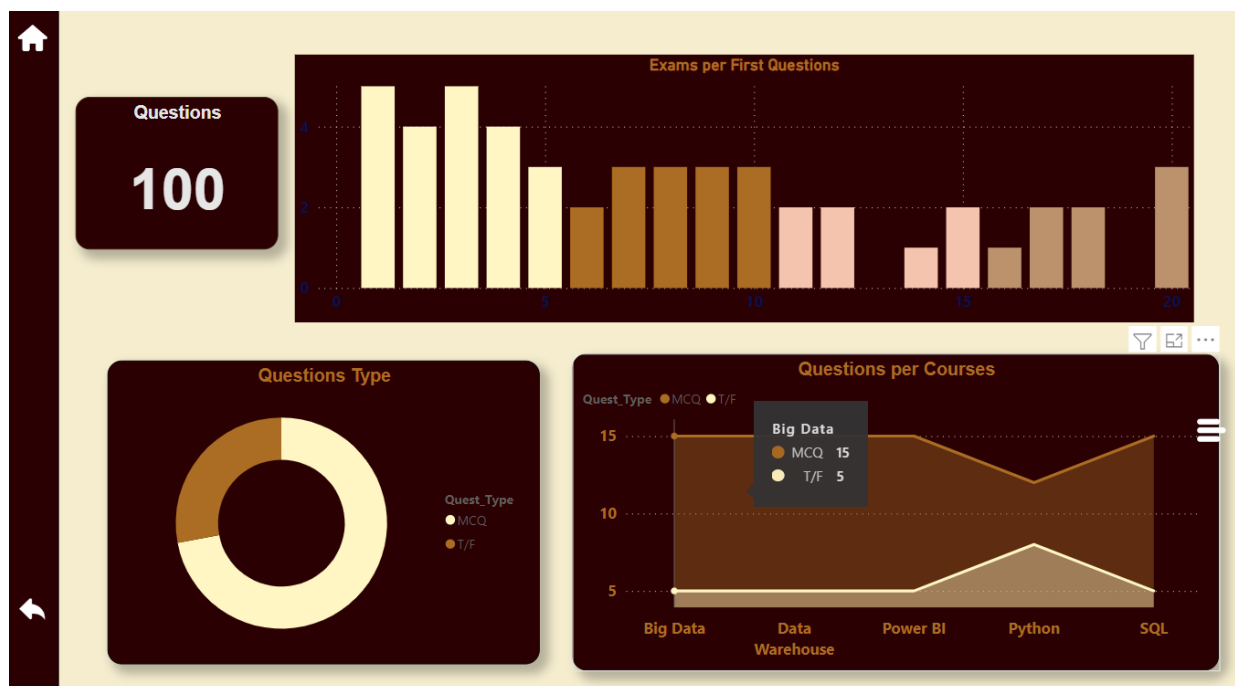 Exams per First Questions
Questions
100
4
2
0
0 5 10 15 20
Questions Type
Quest_Type
MCQ
T/F
Questions per Courses
Quest_Type MCQ T/F
Big Data
MCQ 15
T/F 5
15
10
5
Big Data Data Warehouse Power BI Python SQL